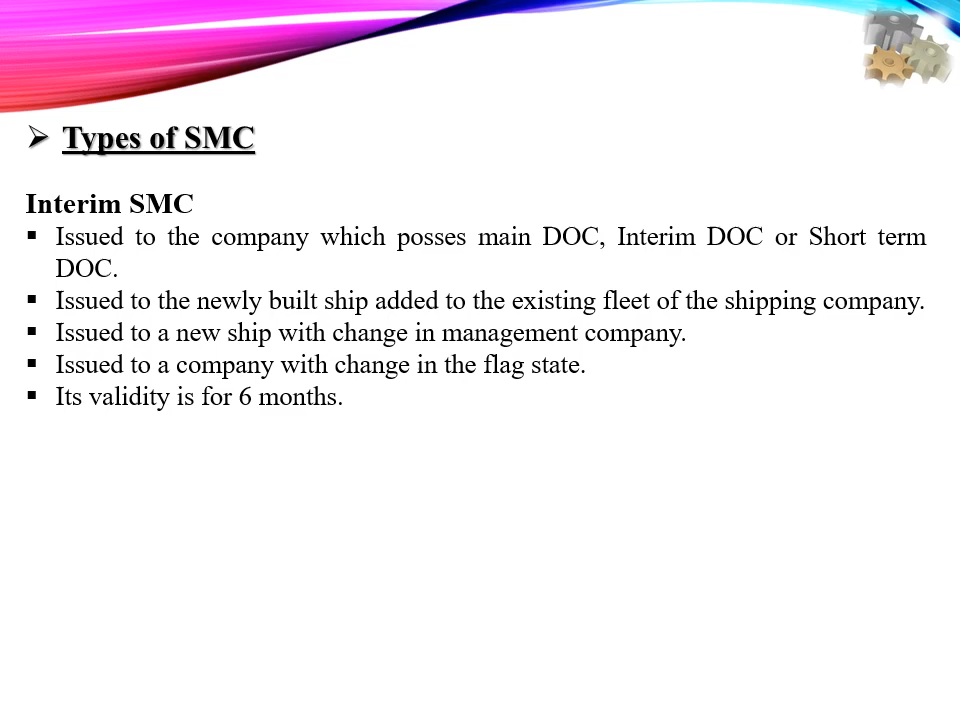 ➢ Types of SMC
Interim SMC
▪ Issued to the company which posses main DOC, Interim DOC or Short term
DOC.
▪ Issued to the newly built ship added to the existing fleet of the shipping company.
▪ Issued to a new ship with change in management company.
▪ Issued to a company with change in the flag state.
▪ Its validity is for 6 months.